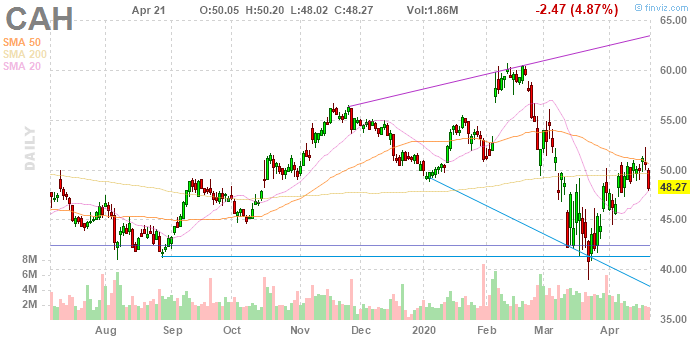 CAH Apr 21 O:50.05 H:50.20 L:48.02 C:48.27 Vol:1.86M -2.47 (4.87%) © finviz.com
SMA 50
SMA 200
SMA 20
DAILY
65.00
60.00
55.00
50.00
48.27
45.00
40.00
35.00
8M
6M
4M
2M
Aug Sep Oct Nov Dec 2020 Feb Mar Apr